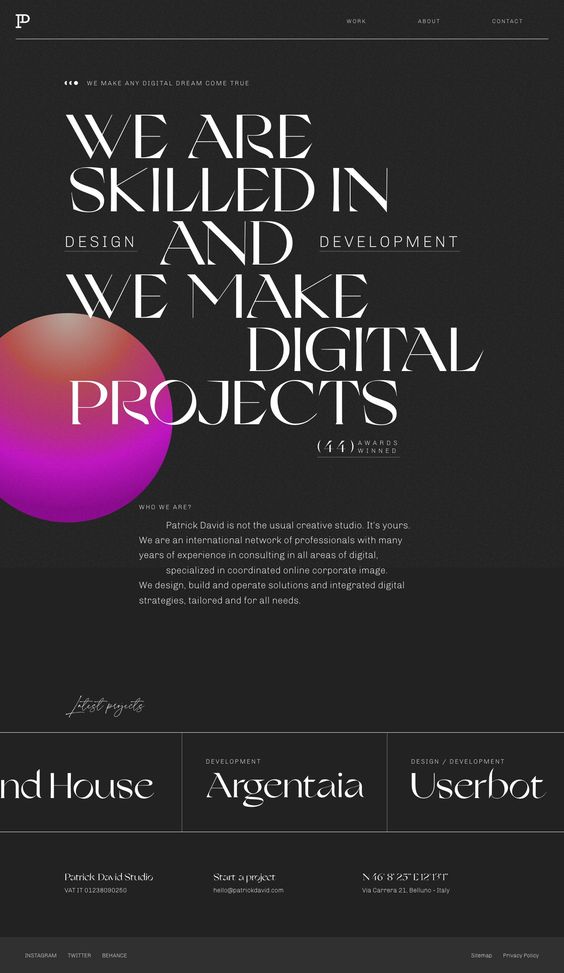 PD
WORK ABOUT CONTACT
WE MAKE ANY DIGITAL DREAM COME TRUE
WE ARE
SKILLED IN
DESIGN AND DEVELOPMENT
WE MAKE
DIGITAL
PROJECTS
(44) AWARDS
WINNED
WHO WE ARE?
Patrick David is not the usual creative studio. It's yours.
We are an international network of professionals with many
years of experience in consulting in all areas of digital,
specialized in coordinated online corporate image.
We design, build and operate solutions and integrated digital
strategies, tailored and for all needs.
Latest projects
nd House
DEVELOPMENT
Argentaia
DESIGN / DEVELOPMENT
Userbot
Patrick David Studio
VAT IT 01238090250
Start a project
hello@patrickdavid.com
N 46° 8' 25"
Via Carrera 21, Belluno - Italy
INSTAGRAM TWITTER BEHANCE
Sitemap Privacy Policy